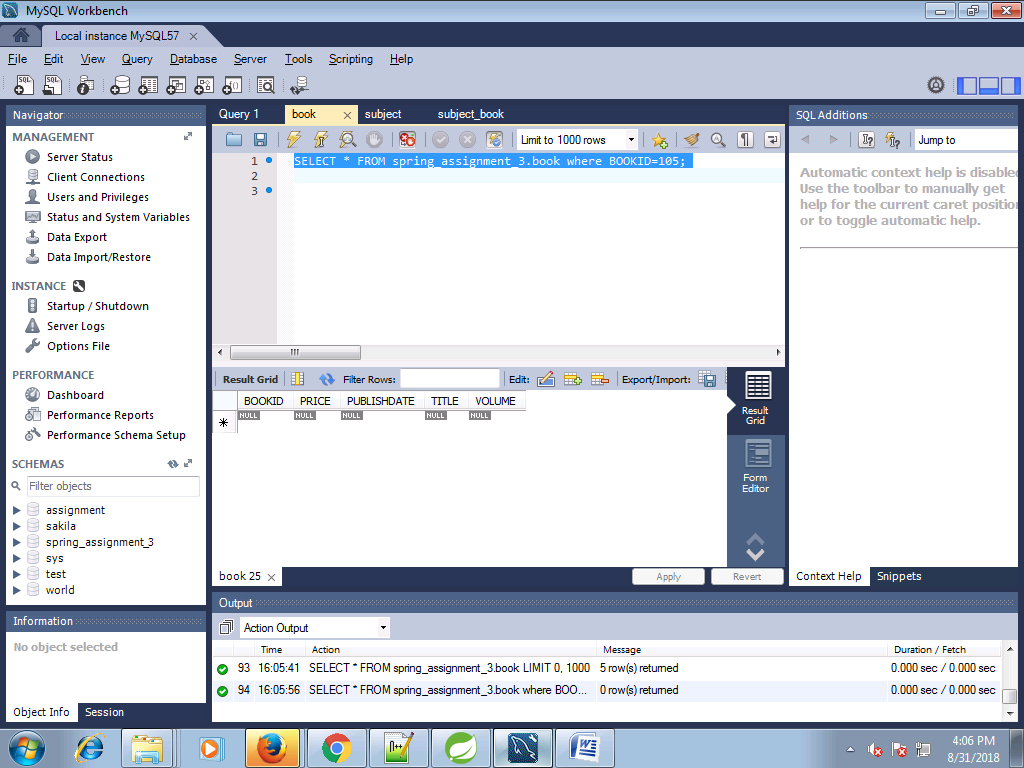 MySQL Workbench
Local instance MySQL57
File Edit View Query Database Server Tools Scripting Help
Navigator
MANAGEMENT
Server Status
Client Connections
Users and Privileges
Status and System Variables
Data Export
Data Import/Restore
INSTANCE
Startup / Shutdown
Server Logs
Options File
PERFORMANCE
Dashboard
Performance Reports
Performance Schema Setup
SCHEMAS
Filter objects
assignment
sakila
spring_assignment_3
sys
test
world
Information
No object selected
Object Info Session
Query 1 book subject subject_book
Limit to 1000 rows
1 SELECT * FROM spring_assignment_3.book where BOOKID=105;
2
3
Result Grid Filter Rows: Edit: Export/Import:
BOOKID PRICE PUBLISHDATE TITLE VOLUME
NULL NULL NULL NULL NULL
Result
Grid
Form
Editor
book 25 Apply Revert
SQL Additions
Jump to
Automatic context help is disabled
Use the toolbar to manually get
help for the current caret position
or to toggle automatic help.
Context Help Snippets
Output
Action Output
Time Action Message Duration / Fetch
93 16:05:41 SELECT * FROM spring_assignment_3.book LIMIT 0, 1000 5 row(s) returned 0.000 sec / 0.000 sec
94 16:05:56 SELECT * FROM spring_assignment_3.book where BOO... 0 row(s) returned 0.000 sec / 0.000 sec
4:06 PM
8/31/2018